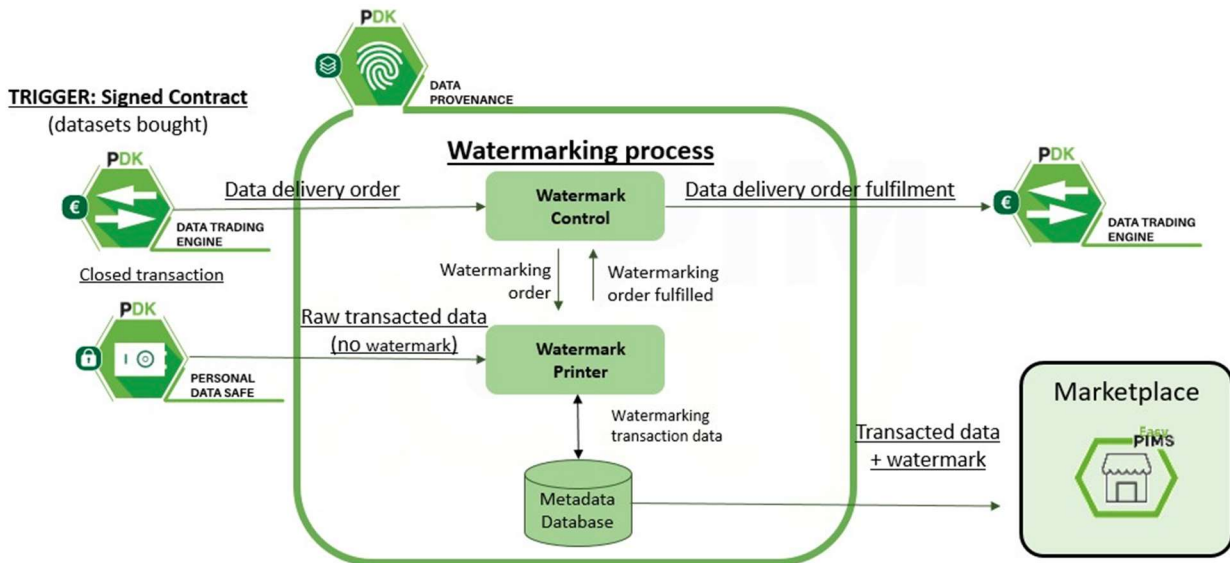 PDK
DATA
PROVENANCE
TRIGGER: Signed Contract
(datasets bought)
Watermarking process
PDK
€
DATA TRADING
ENGINE
Closed transaction
Data delivery order
Watermark
Control
Data delivery order fulfilment
PDK
€
DATA TRADING
ENGINE
Watermarking
order
Watermarking
order fulfilled
PDK
PERSONAL
DATA SAFE
Raw transacted data
(no watermark)
Watermark
Printer
Watermarking
transaction data
Metadata
Database
Transacted data
+ watermark
Marketplace
Easy
PIMS